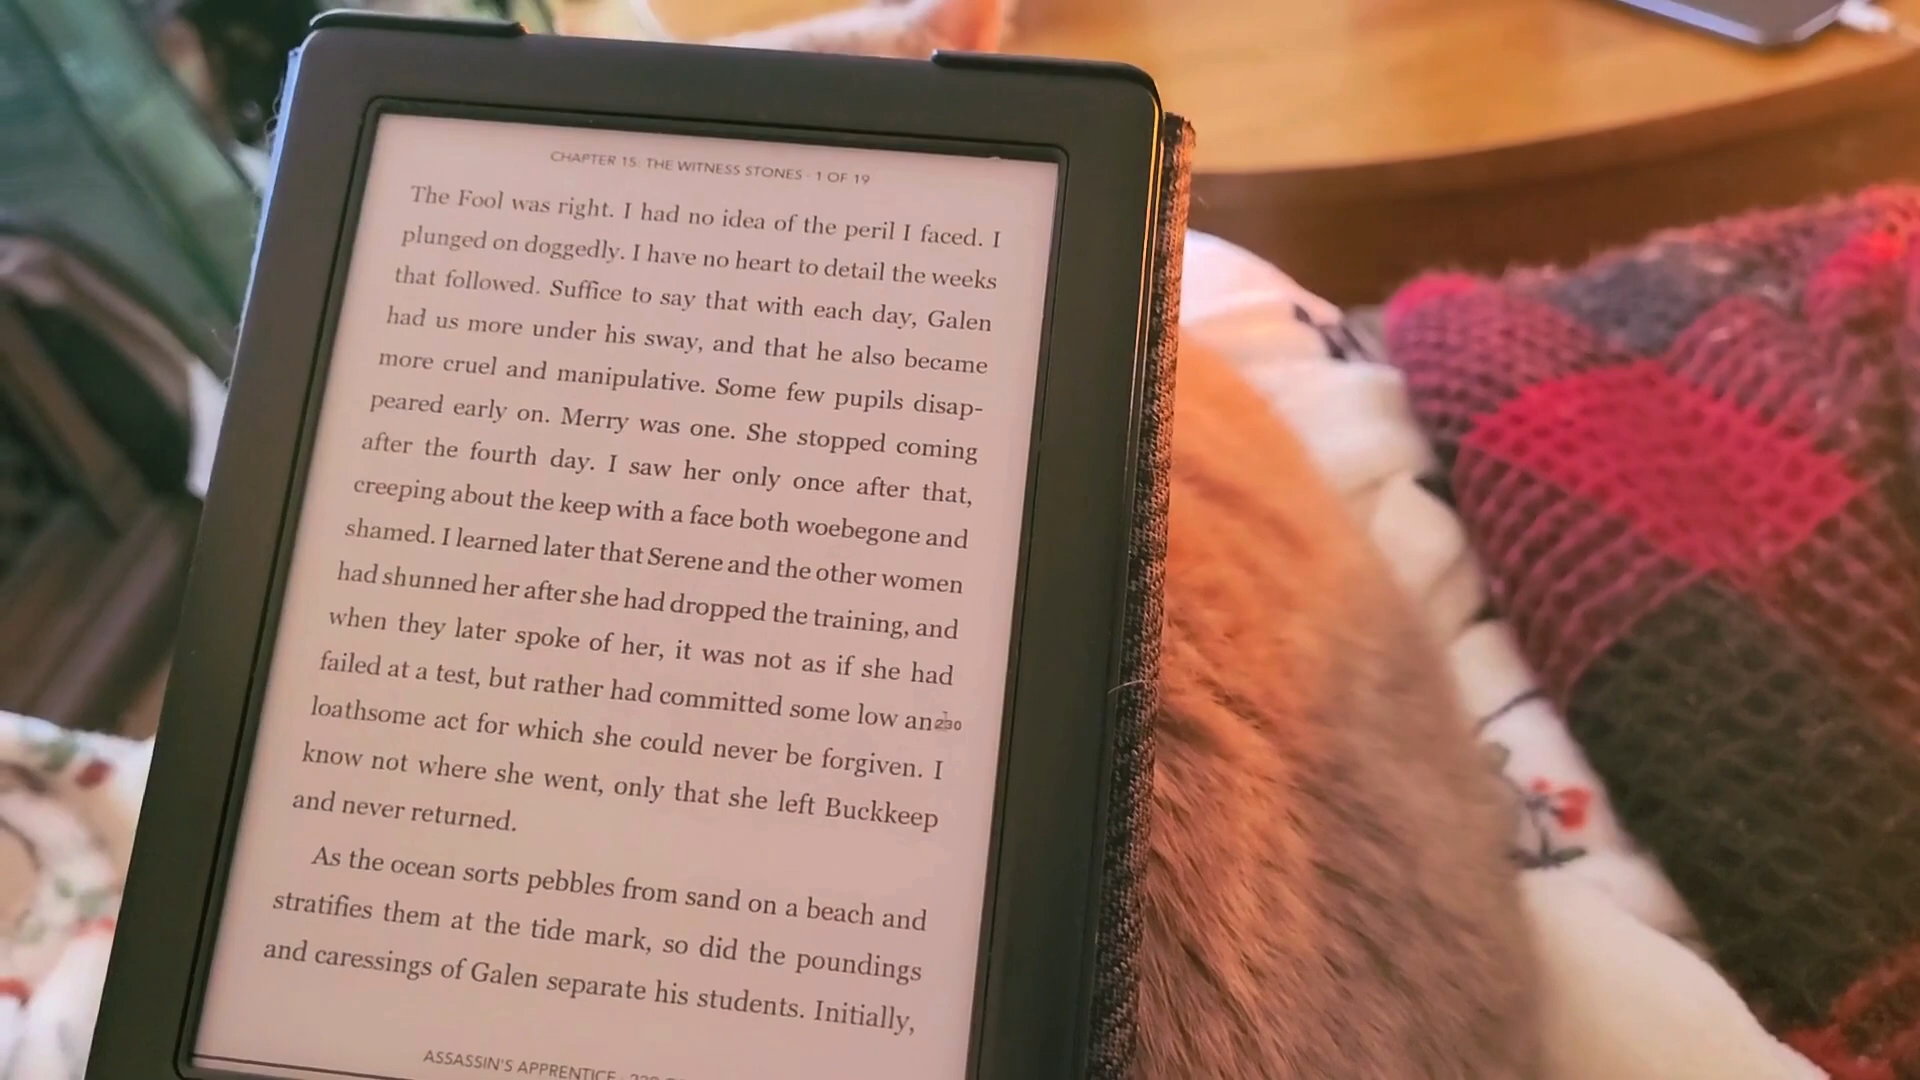 CHAPTER 15: THE WITNESS STONES · 1 OF 19
The Fool was right. I had no idea of the peril I faced. I
plunged on doggedly. I have no heart to detail the weeks
that followed. Suffice to say that with each day, Galen
had us more under his sway, and that he also became
more cruel and manipulative. Some few pupils disap-
peared early on. Merry was one. She stopped coming
after the fourth day. I saw her only once after that,
creeping about the keep with a face both woebegone and
shamed. I learned later that Serene and the other women
had shunned her after she had dropped the training, and
when they later spoke of her, it was not as if she had
failed at a test, but rather had committed some low an 230
loathsome act for which she could never be forgiven. I
know not where she went, only that she left Buckkeep
and never returned.
As the ocean sorts pebbles from sand on a beach and
stratifies them at the tide mark, so did the poundings
and caressings of Galen separate his students. Initially,
ASSASSIN'S APPRENTICE